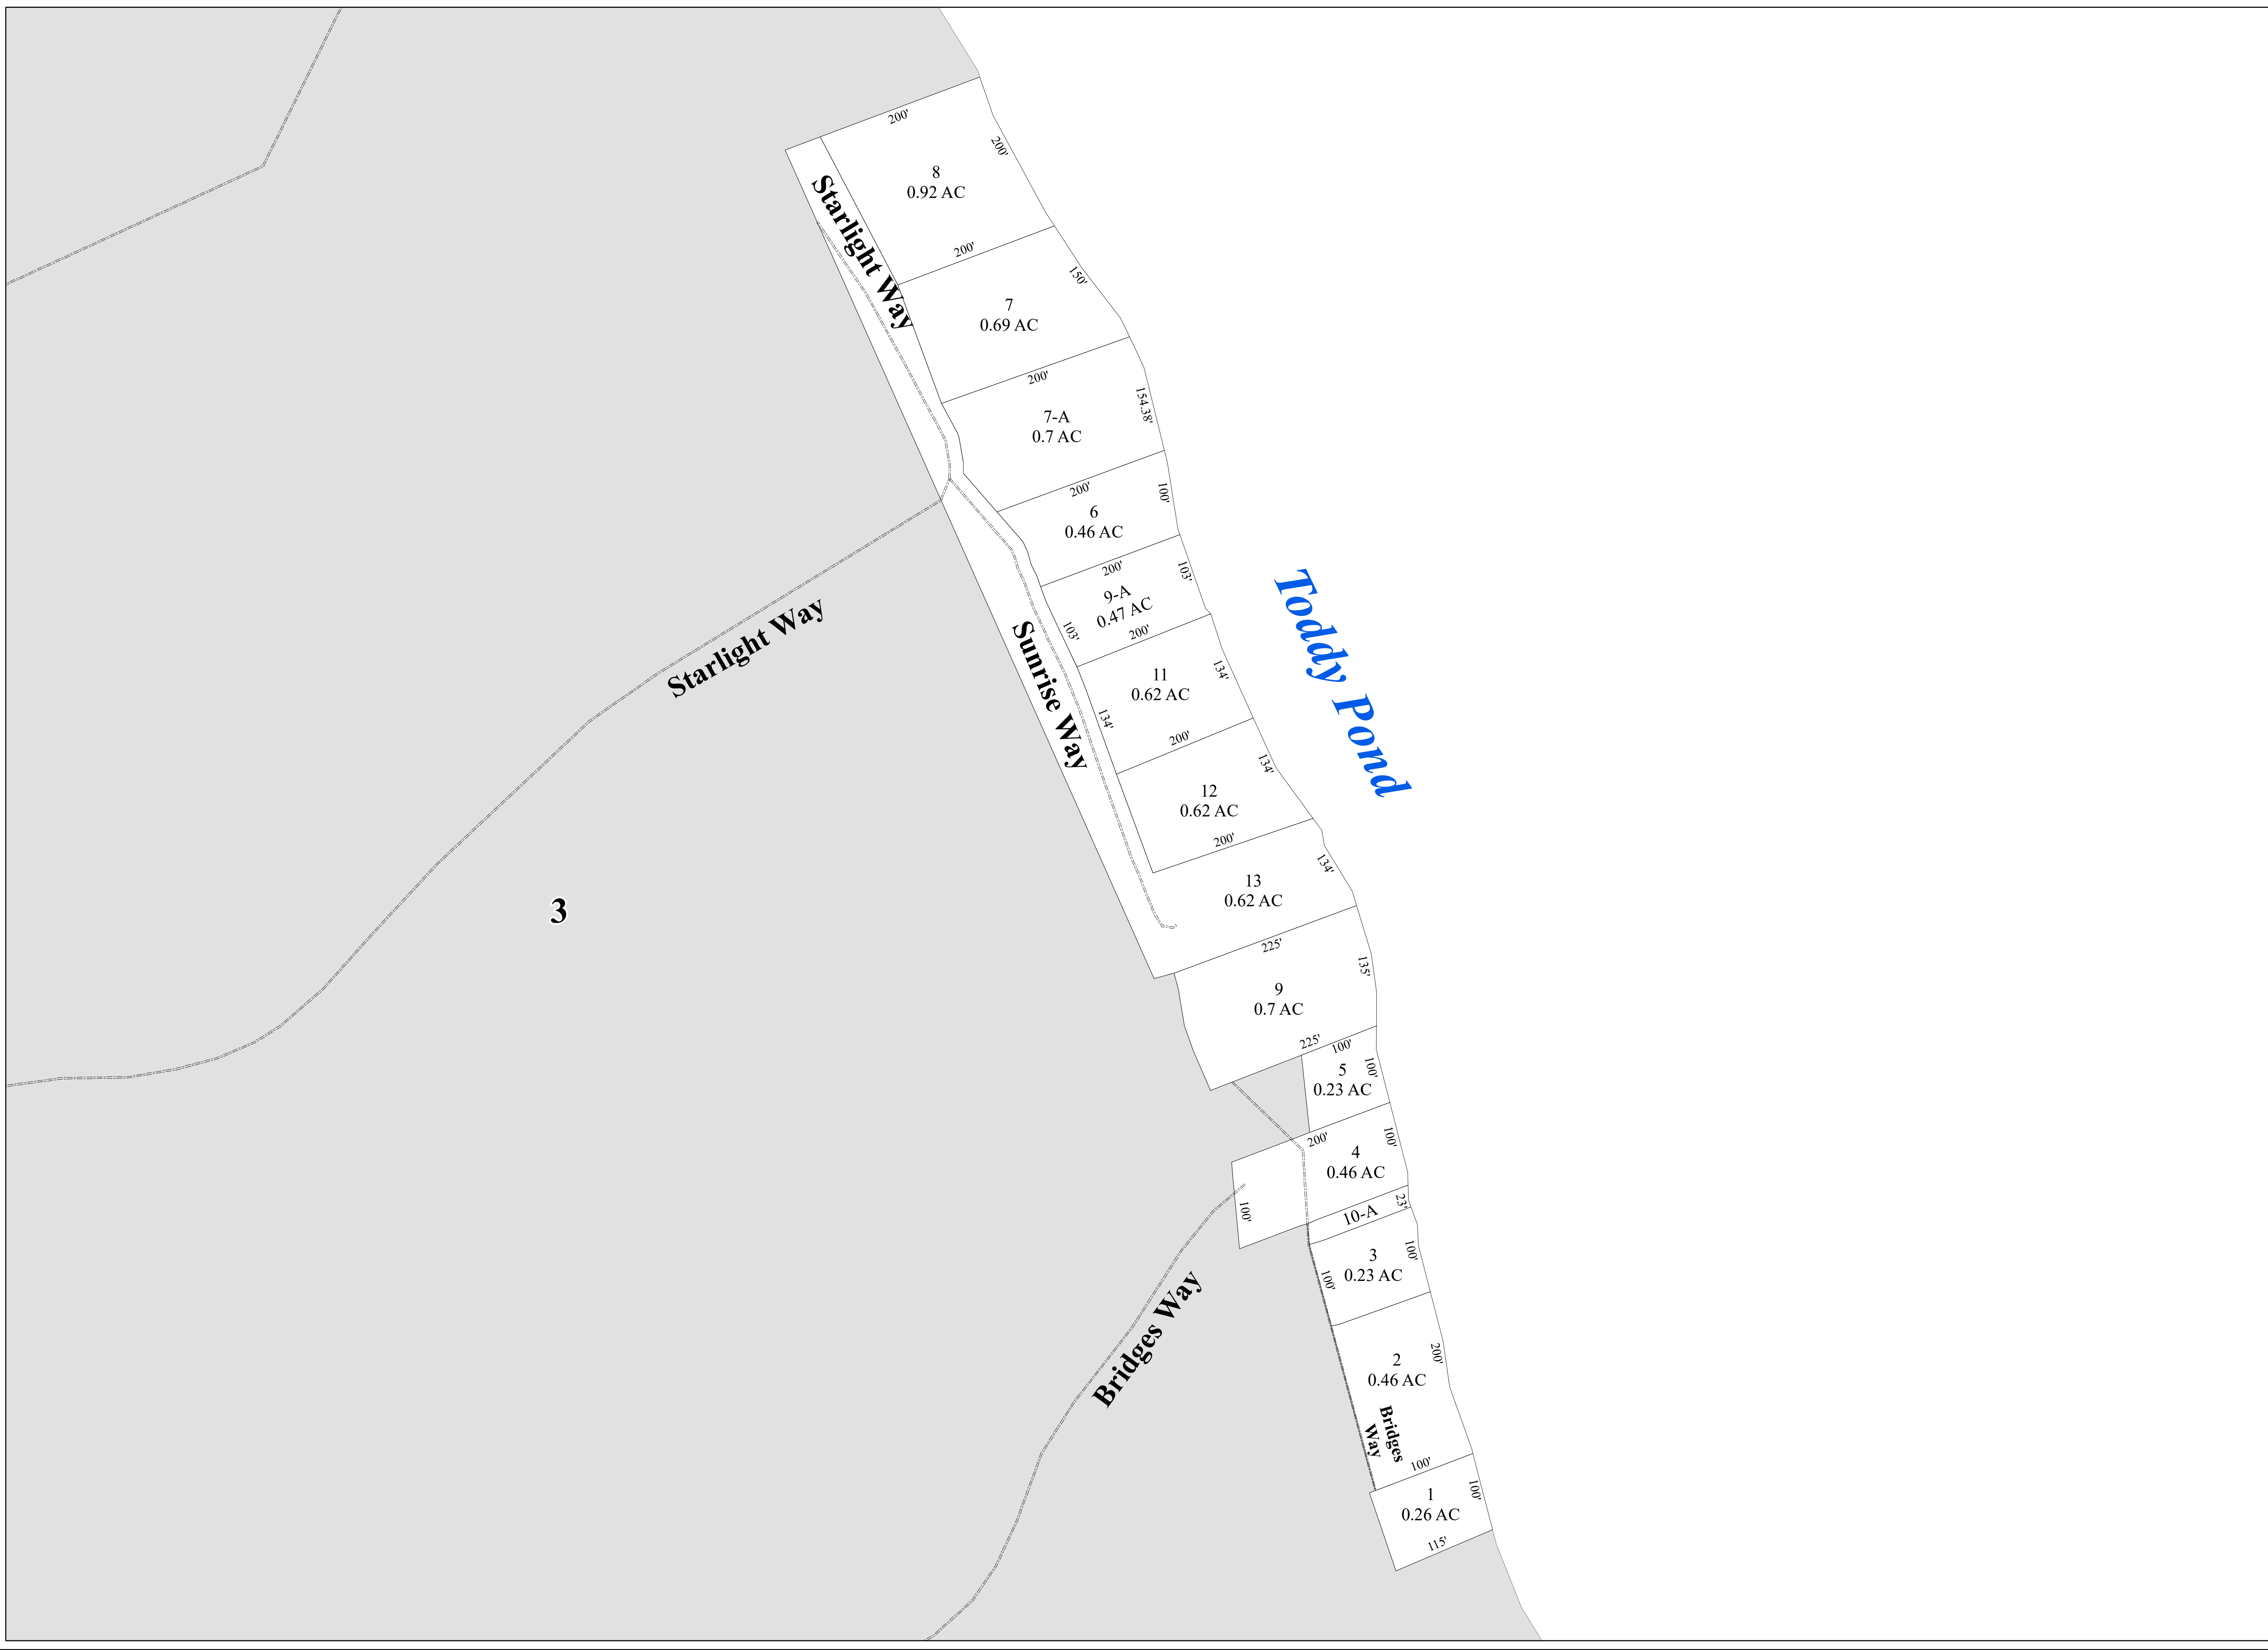 200'
200'
8
0.92 AC
Starlight Way
200'
150'
7
0.69 AC
200'
154.38'
7-A
0.7 AC
200'
100'
6
0.46 AC
200'
103'
9-A
0.47 AC
103'
200'
Toddy Pond
Starlight Way
Sunrise Way
134'
11
0.62 AC
134'
200'
134'
12
0.62 AC
200'
134'
13
0.62 AC
3
225'
135'
9
0.7 AC
225'
100'
100'
5
0.23 AC
200'
100'
4
0.46 AC
100'
23'
10-A
100'
3
0.23 AC
100'
Bridges Way
200'
2
0.46 AC
Bridges
Way
100'
100'
1
0.26 AC
115'